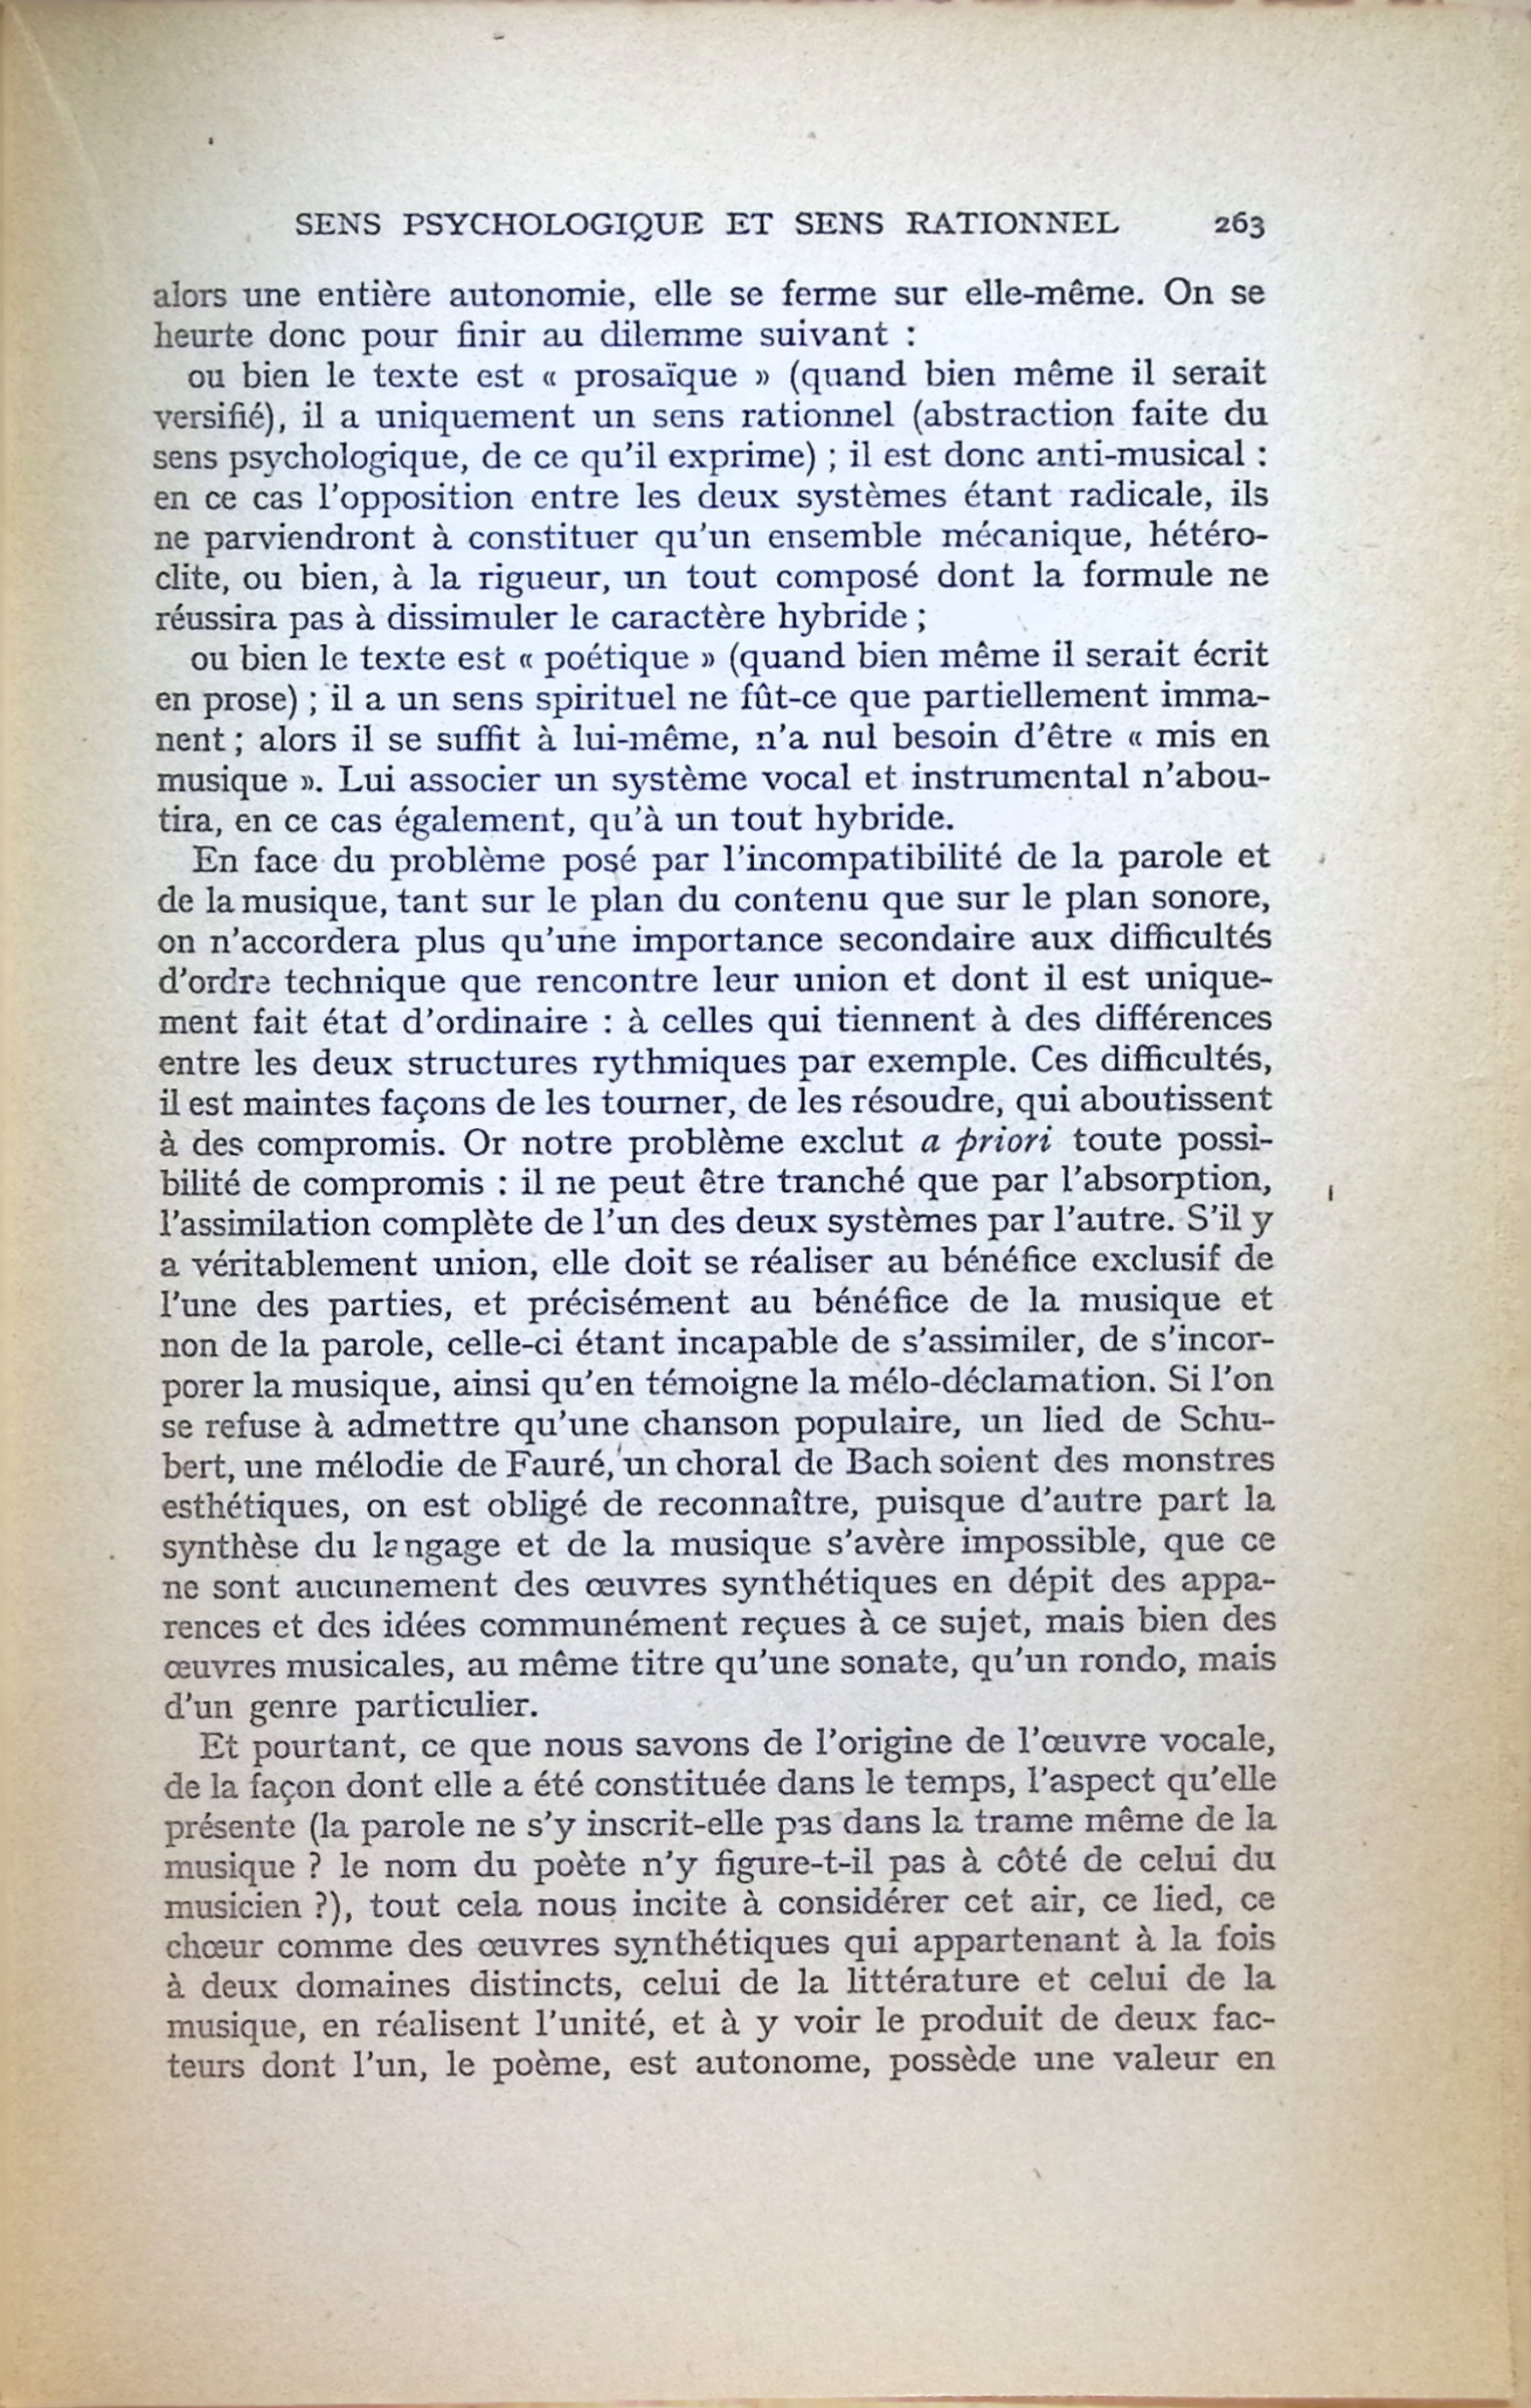 SENS PSYCHOLOGIQUE ET SENS RATIONNEL 263
alors une entière autonomie, elle se ferme sur elle-même. On se
heurte donc pour finir au dilemme suivant :
ou bien le texte est « prosaïque » (quand bien même il serait
versifié), il a uniquement un sens rationnel (abstraction faite du
sens psychologique, de ce qu'il exprime) ; il est donc anti-musical :
en ce cas l'opposition entre les deux systèmes étant radicale, ils
ne parviendront à constituer qu'un ensemble mécanique, hétéro-
clite, ou bien, à la rigueur, un tout composé dont la formule ne
réussira pas à dissimuler le caractère hybride ;
ou bien le texte est « poétique » (quand bien même il serait écrit
en prose) ; il a un sens spirituel ne fût-ce que partiellement imma-
nent ; alors il se suffit à lui-même, n'a nul besoin d'être « mis en
musique ». Lui associer un système vocal et instrumental n'abou-
tira, en ce cas également, qu'à un tout hybride.
En face du problème posé par l'incompatibilité de la parole et
de la musique, tant sur le plan du contenu que sur le plan sonore,
on n'accordera plus qu'une importance secondaire aux difficultés
d'ordre technique que rencontre leur union et dont il est unique-
ment fait état d'ordinaire : à celles qui tiennent à des différences
entre les deux structures rythmiques par exemple. Ces difficultés,
il est maintes façons de les tourner, de les résoudre, qui aboutissent
à des compromis. Or notre problème exclut a priori toute possi-
bilité de compromis : il ne peut être tranché que par l'absorption,
l'assimilation complète de l'un des deux systèmes par l'autre. S'il y
a véritablement union, elle doit se réaliser au bénéfice exclusif de
l'une des parties, et précisément au bénéfice de la musique et
non de la parole, celle-ci étant incapable de s'assimiler, de s'incor-
porer la musique, ainsi qu'en témoigne la mélo-déclamation. Si l'on
se refuse à admettre qu'une chanson populaire, un lied de Schu-
bert, une mélodie de Fauré, un choral de Bach soient des monstres
esthétiques, on est obligé de reconnaître, puisque d'autre part la
synthèse du langage et de la musique s'avère impossible, que ce
ne sont aucunement des œuvres synthétiques en dépit des appa-
rences et des idées communément reçues à ce sujet, mais bien des
œuvres musicales, au même titre qu'une sonate, qu'un rondo, mais
d'un genre particulier.
Et pourtant, ce que nous savons de l'origine de l'œuvre vocale,
de la façon dont elle a été constituée dans le temps, l'aspect qu'elle
présente (la parole ne s'y inscrit-elle pas dans la trame même de la
musique ? le nom du poète n'y figure-t-il pas à côté de celui du
musicien ?), tout cela nous incite à considérer cet air, ce lied, ce
chœur comme des œuvres synthétiques qui appartenant à la fois
à deux domaines distincts, celui de la littérature et celui de la
musique, en réalisent l'unité, et à y voir le produit de deux fac-
teurs dont l'un, le poème, est autonome, possède une valeur en